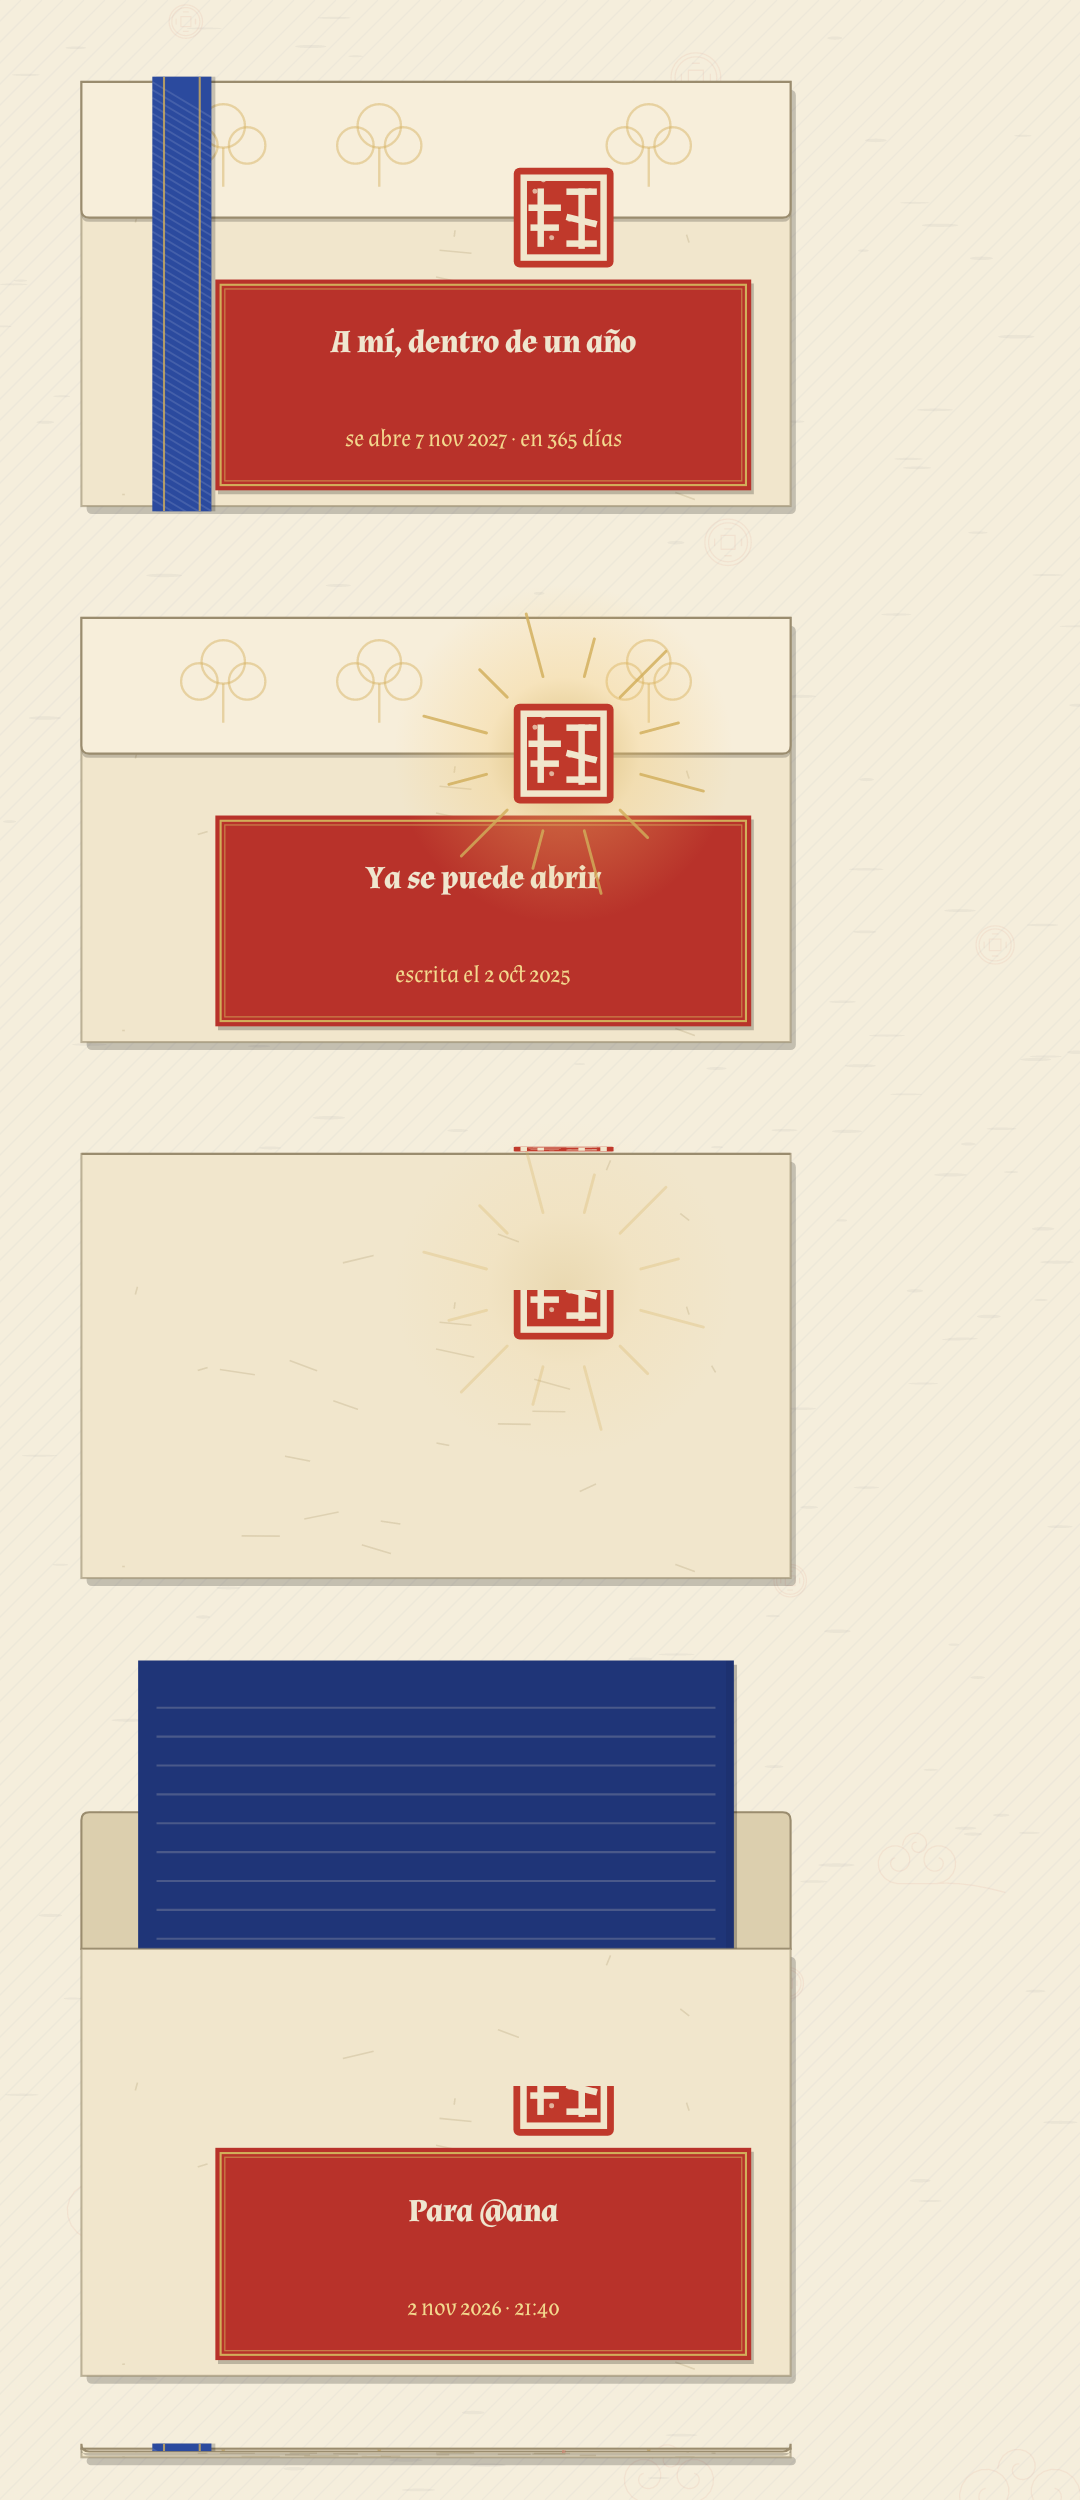 A mí, dentro de un año
se abre 7 nov 2027 · en 365 días
Ya se puede abrir
escrita el 2 oct 2025
Para @ana
2 nov 2026 · 21:40